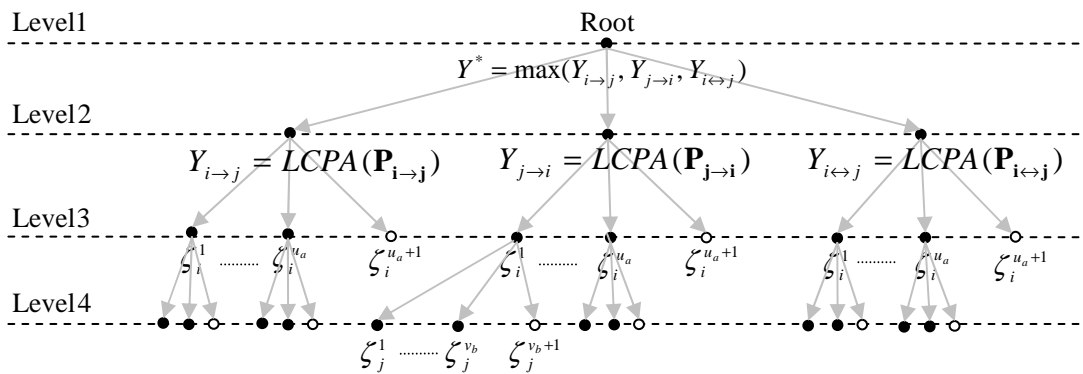 Level1 Root
Y* = max(Y_{i→j}, Y_{j→i}, Y_{i↔j})
Level2
Y_{i→j} = LCPA(P_{i→j}) Y_{j→i} = LCPA(P_{j→i}) Y_{i↔j} = LCPA(P_{i↔j})
Level3
ζ_i^1 .......... ζ_i^{u_a} ζ_i^{u_a+1} ζ_i^1 .......... ζ_i^{u_a} ζ_i^{u_a+1} ζ_i^1 .......... ζ_i^{u_a} ζ_i^{u_a+1}
Level4
ζ_j^1 .......... ζ_j^{v_b} ζ_j^{v_b+1}